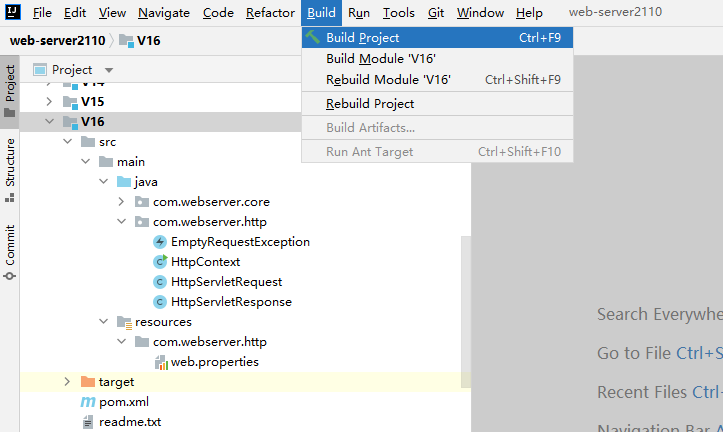 File Edit View Navigate Code Refactor Build Run Tools Git Window Help web-server2110
web-server2110 V16
Build Project Ctrl+F9
Build Module 'V16'
Rebuild Module 'V16' Ctrl+Shift+F9
Rebuild Project
Build Artifacts...
Run Ant Target Ctrl+Shift+F10
Project
Structure
Commit
Project
V14
V15
V16
src
main
java
com.webserver.core
com.webserver.http
EmptyRequestException
HttpContext
HttpServletRequest
HttpServletResponse
resources
com.webserver.http
web.properties
target
pom.xml
readme.txt
Search Everywhe
Go to File Ctrl+S
Recent Files Ctrl+
Navigation Bar A